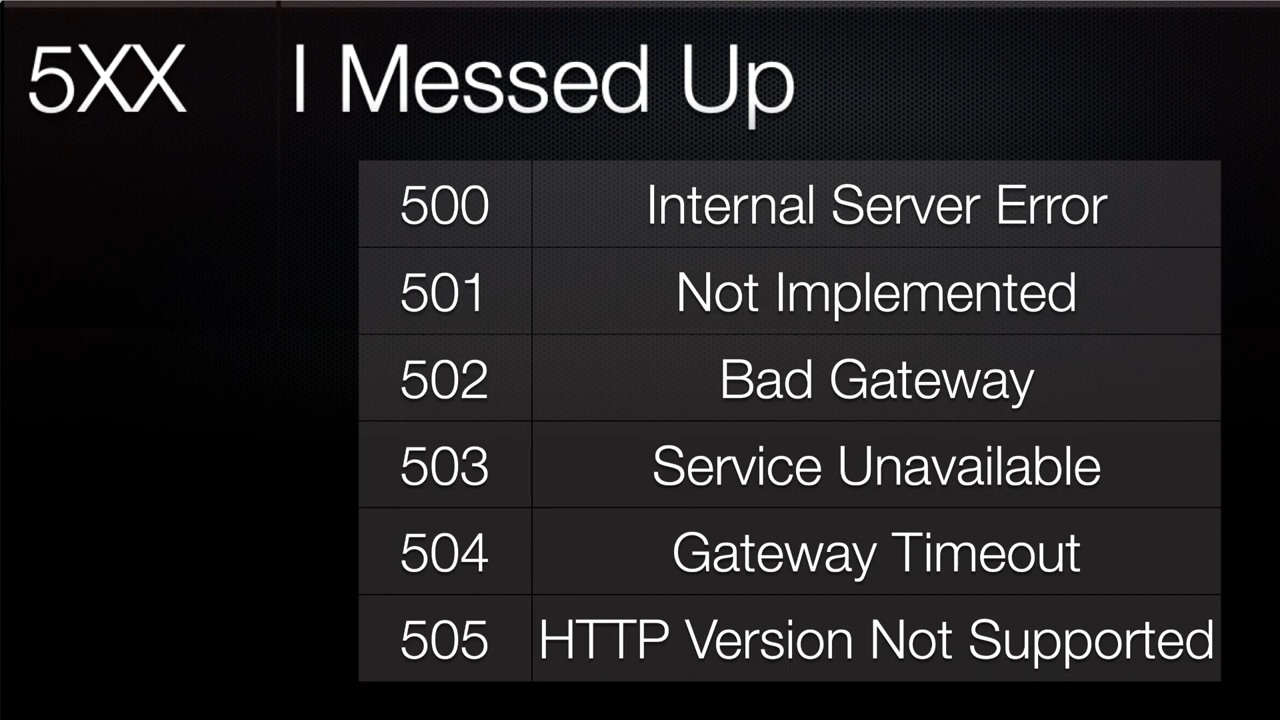 5XX I Messed Up
500 Internal Server Error
501 Not Implemented
502 Bad Gateway
503 Service Unavailable
504 Gateway Timeout
505 HTTP Version Not Supported